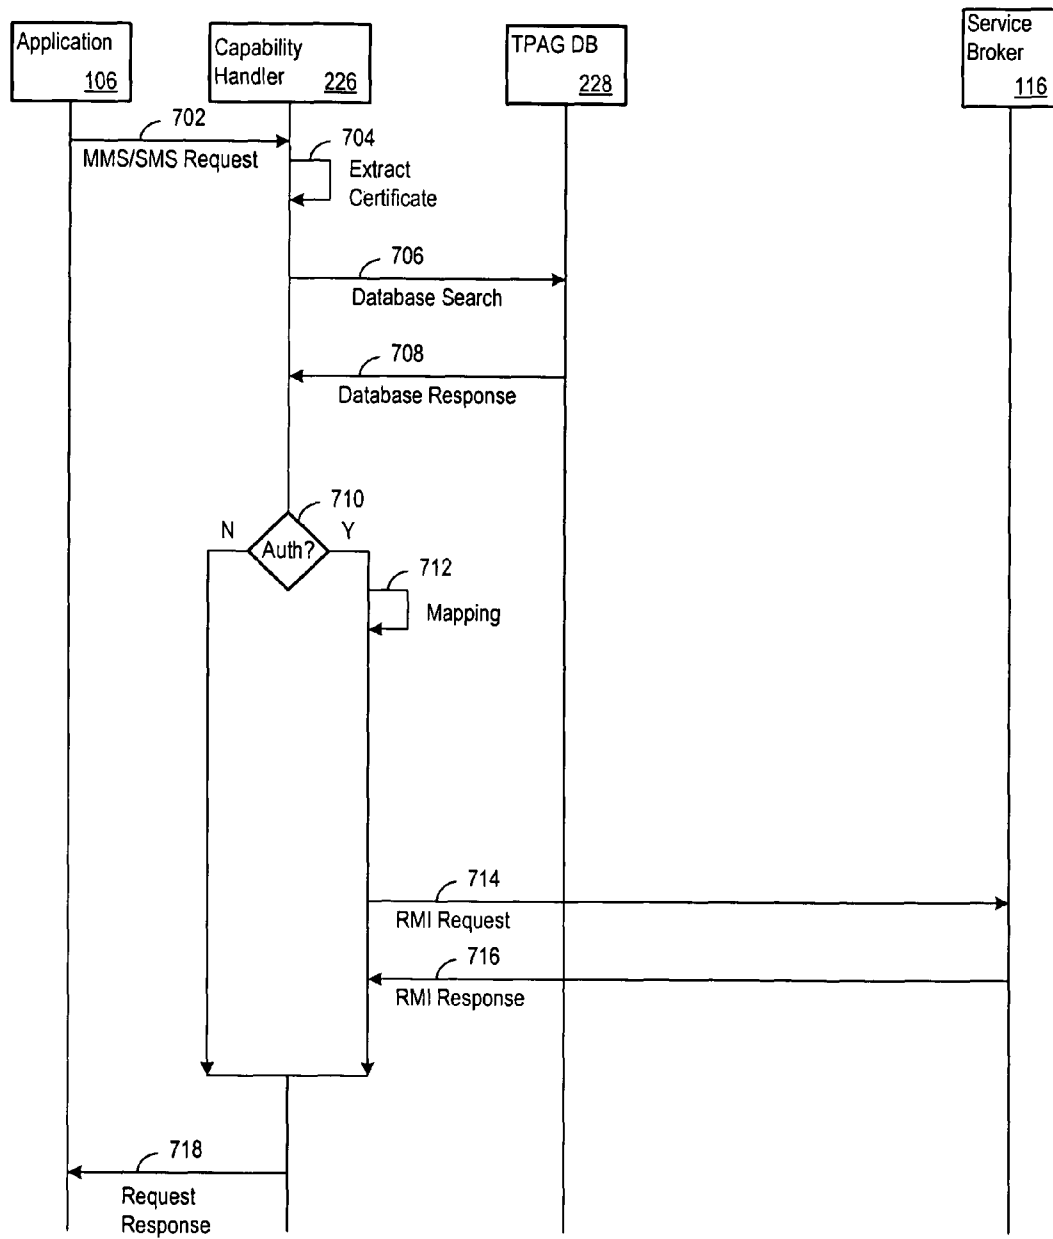 Application
106
Capability
Handler
226
TPAG DB
228
Service
Broker
116
702
MMS/SMS Request
704
Extract
Certificate
706
Database Search
708
Database Response
710
N
Y
Auth?
712
Mapping
714
RMI Request
716
RMI Response
718
Request
Response